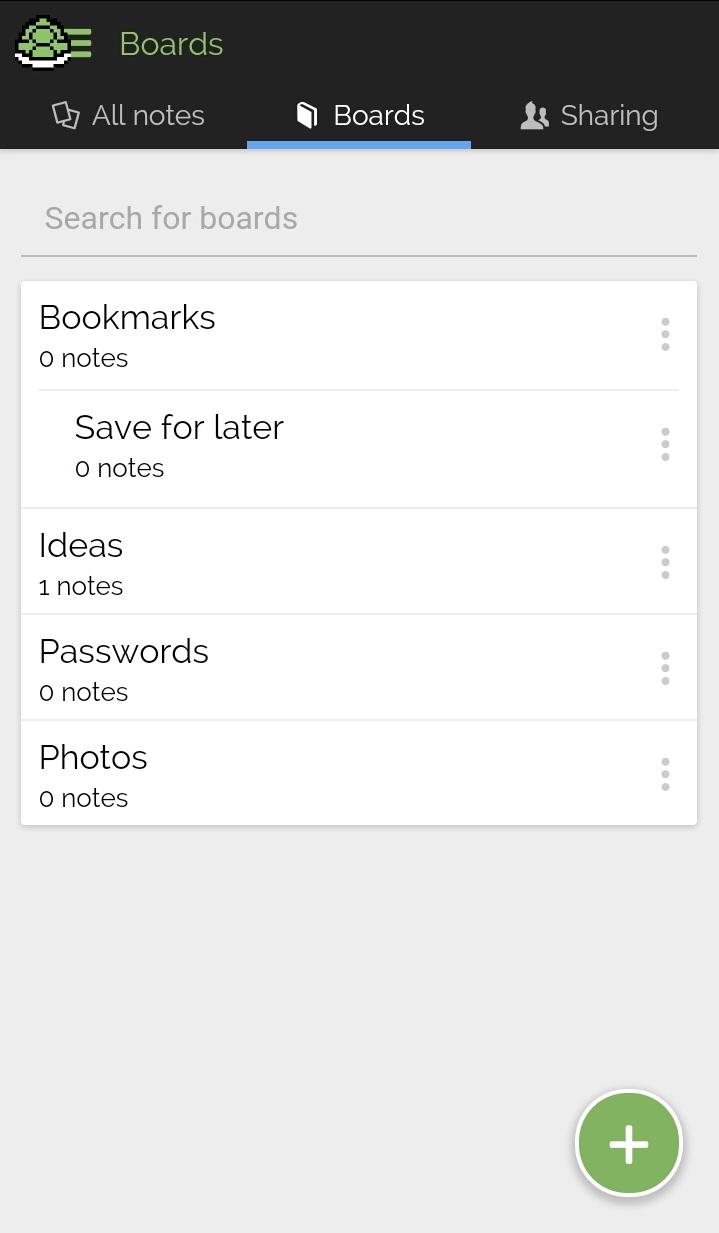 Boards
All notes
Boards
Sharing
Search for boards
Bookmarks
0 notes
Save for later
0 notes
Ideas
1 notes
Passwords
0 notes
Photos
0 notes